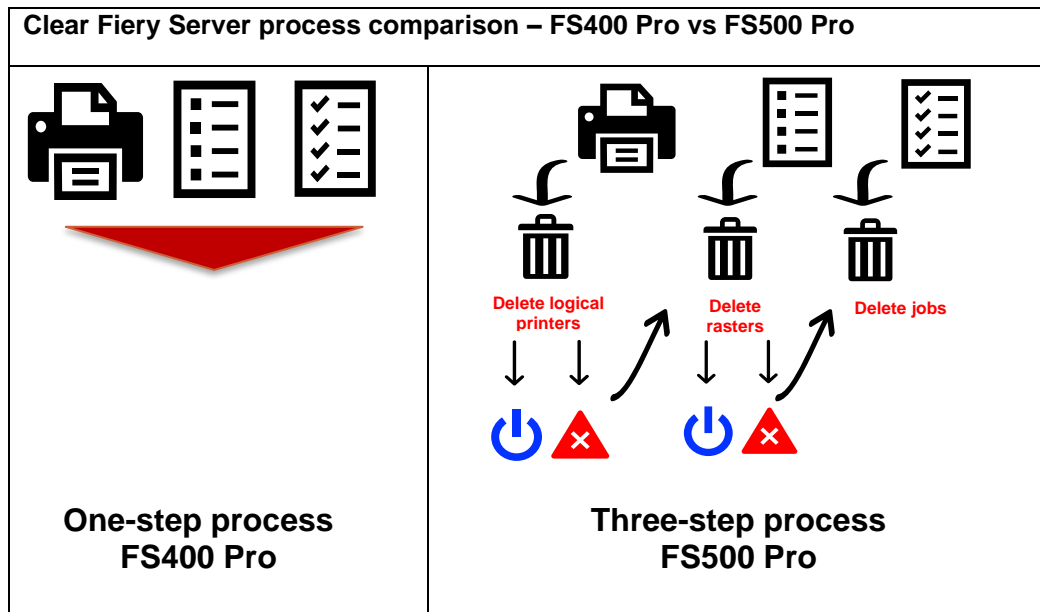 Clear Fiery Server process comparison – FS400 Pro vs FS500 Pro
One-step process
FS400 Pro
Delete logical
printers
Delete
rasters
Delete jobs
Three-step process
FS500 Pro